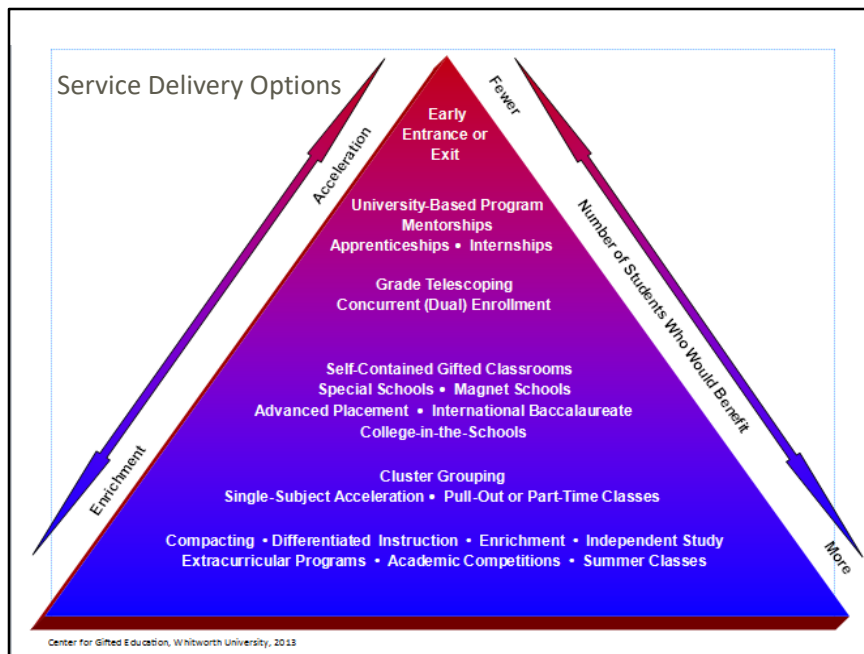 Service Delivery Options
Fewer
Acceleration
Number of Students Who Would Benefit
Enrichment
More
Early
Entrance or
Exit
University-Based Program
Mentorships
Apprenticeships • Internships
Grade Telescoping
Concurrent (Dual) Enrollment
Self-Contained Gifted Classrooms
Special Schools • Magnet Schools
Advanced Placement • International Baccalaureate
College-in-the-Schools
Cluster Grouping
Single-Subject Acceleration • Pull-Out or Part-Time Classes
Compacting • Differentiated Instruction • Enrichment • Independent Study
Extracurricular Programs • Academic Competitions • Summer Classes
Center for Gifted Education, Whitworth University, 2013